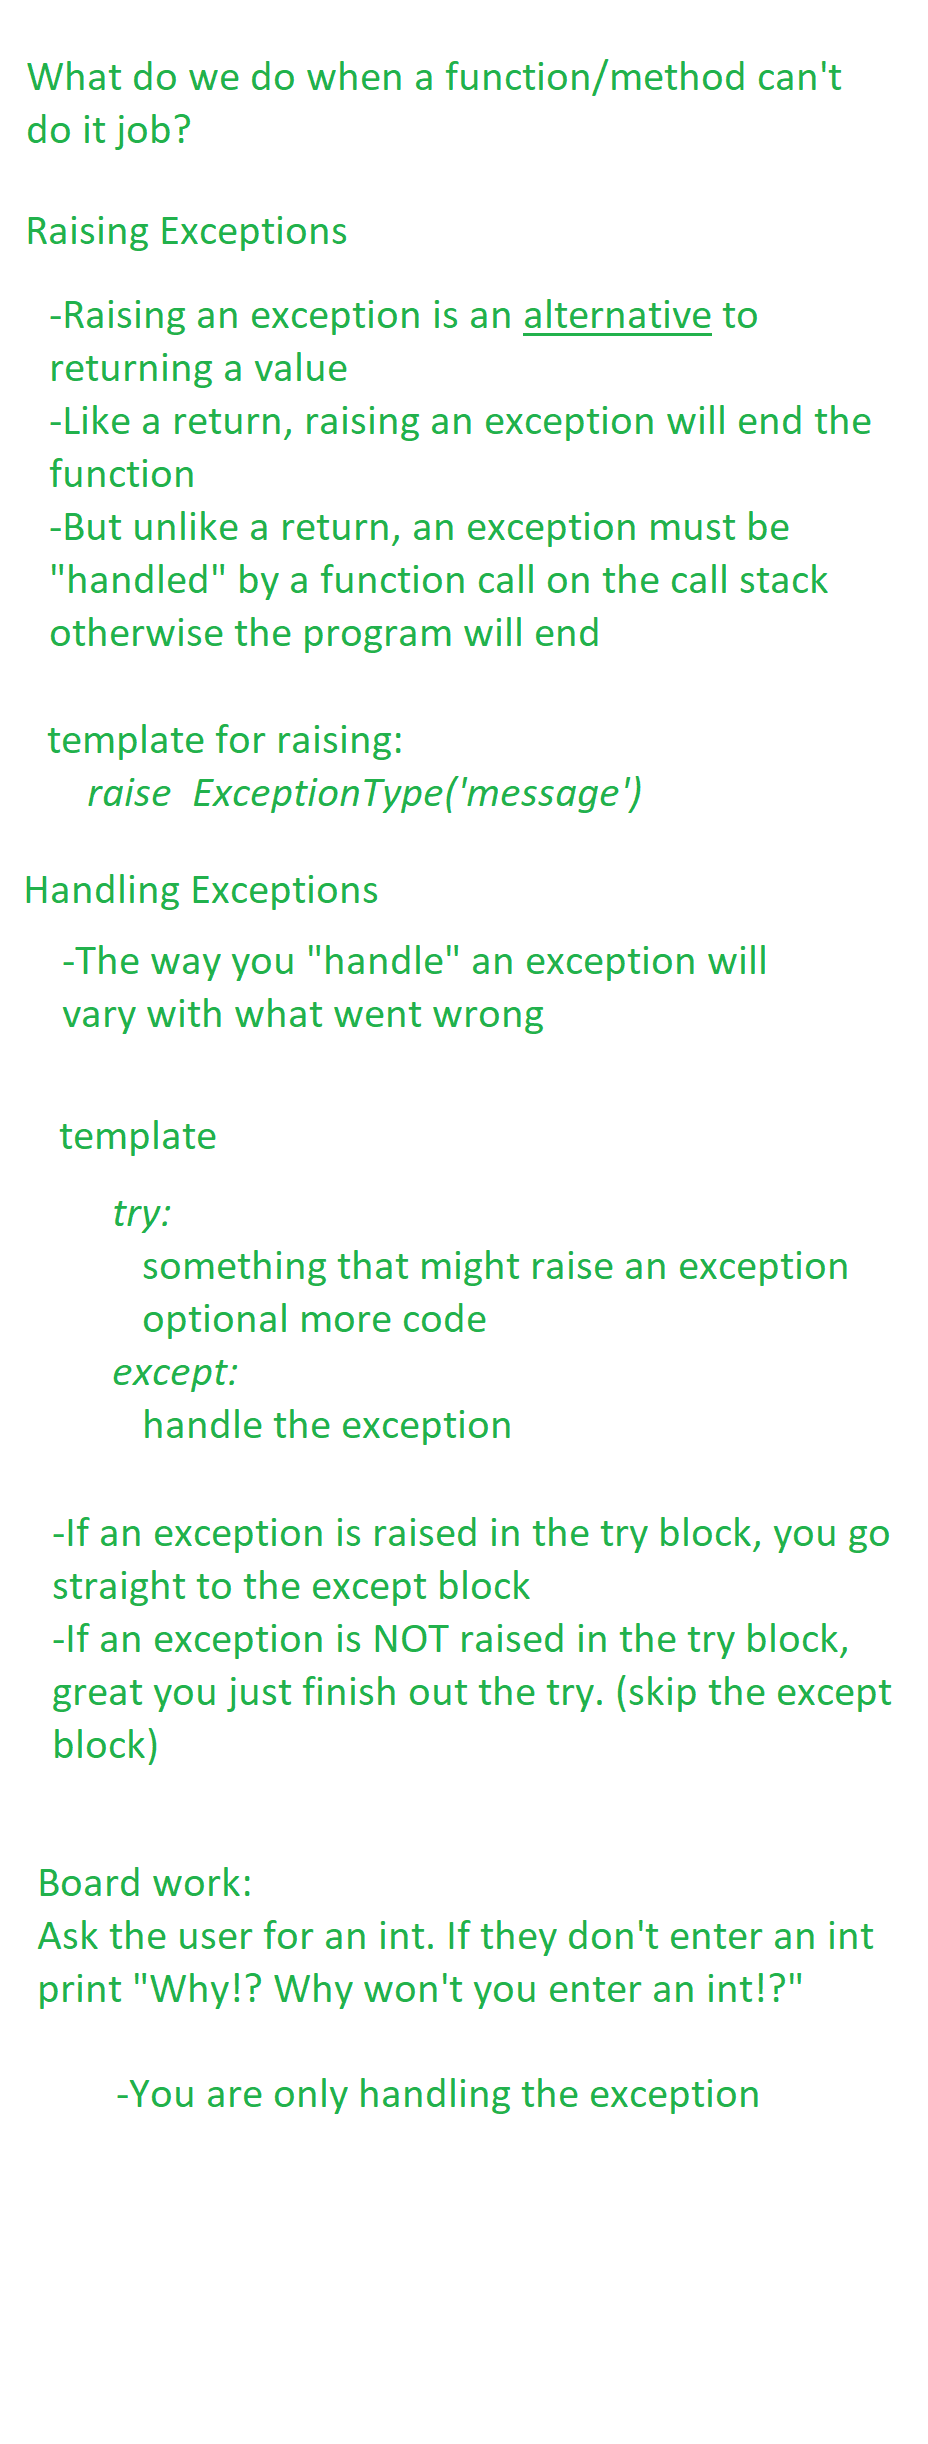 What do we do when a function/method can't
do it job?
Raising Exceptions
-Raising an exception is an alternative to
returning a value
-Like a return, raising an exception will end the
function
-But unlike a return, an exception must be
"handled" by a function call on the call stack
otherwise the program will end
template for raising:
raise  ExceptionType('message')
Handling Exceptions
-The way you "handle" an exception will
vary with what went wrong
template
try:
something that might raise an exception
optional more code
except:
handle the exception
-If an exception is raised in the try block, you go
straight to the except block
-If an exception is NOT raised in the try block,
great you just finish out the try. (skip the except
block)
Board work:
Ask the user for an int. If they don't enter an int
print "Why!? Why won't you enter an int!?"
-You are only handling the exception